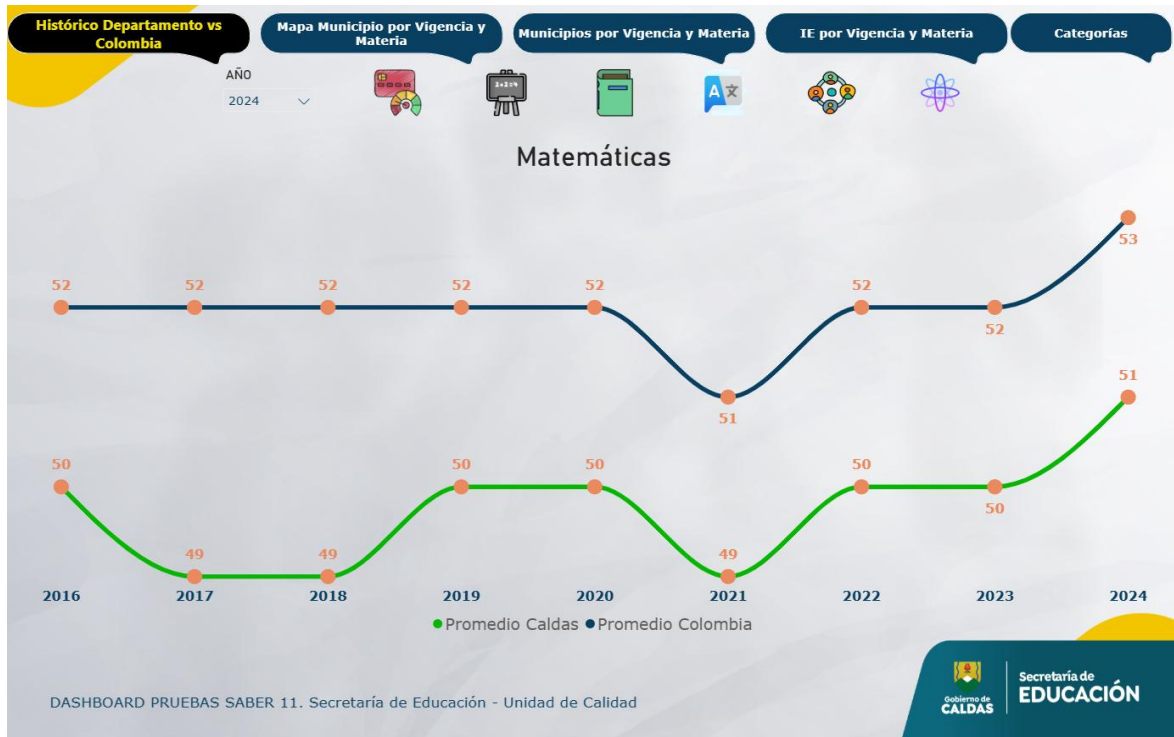 Histórico Departamento vs
Colombia
Mapa Municipio por Vigencia y
Materia
Municipios por Vigencia y Materia
IE por Vigencia y Materia
Categorías
AÑO
2024
Matemáticas
52 52 52 52 52 51 52 52 53
50 49 49 50 50 49 50 50 51
2016 2017 2018 2019 2020 2021 2022 2023 2024
Promedio Caldas Promedio Colombia
DASHBOARD PRUEBAS SABER 11. Secretaría de Educación - Unidad de Calidad
Gobierno de
CALDAS
Secretaría de
EDUCACIÓN